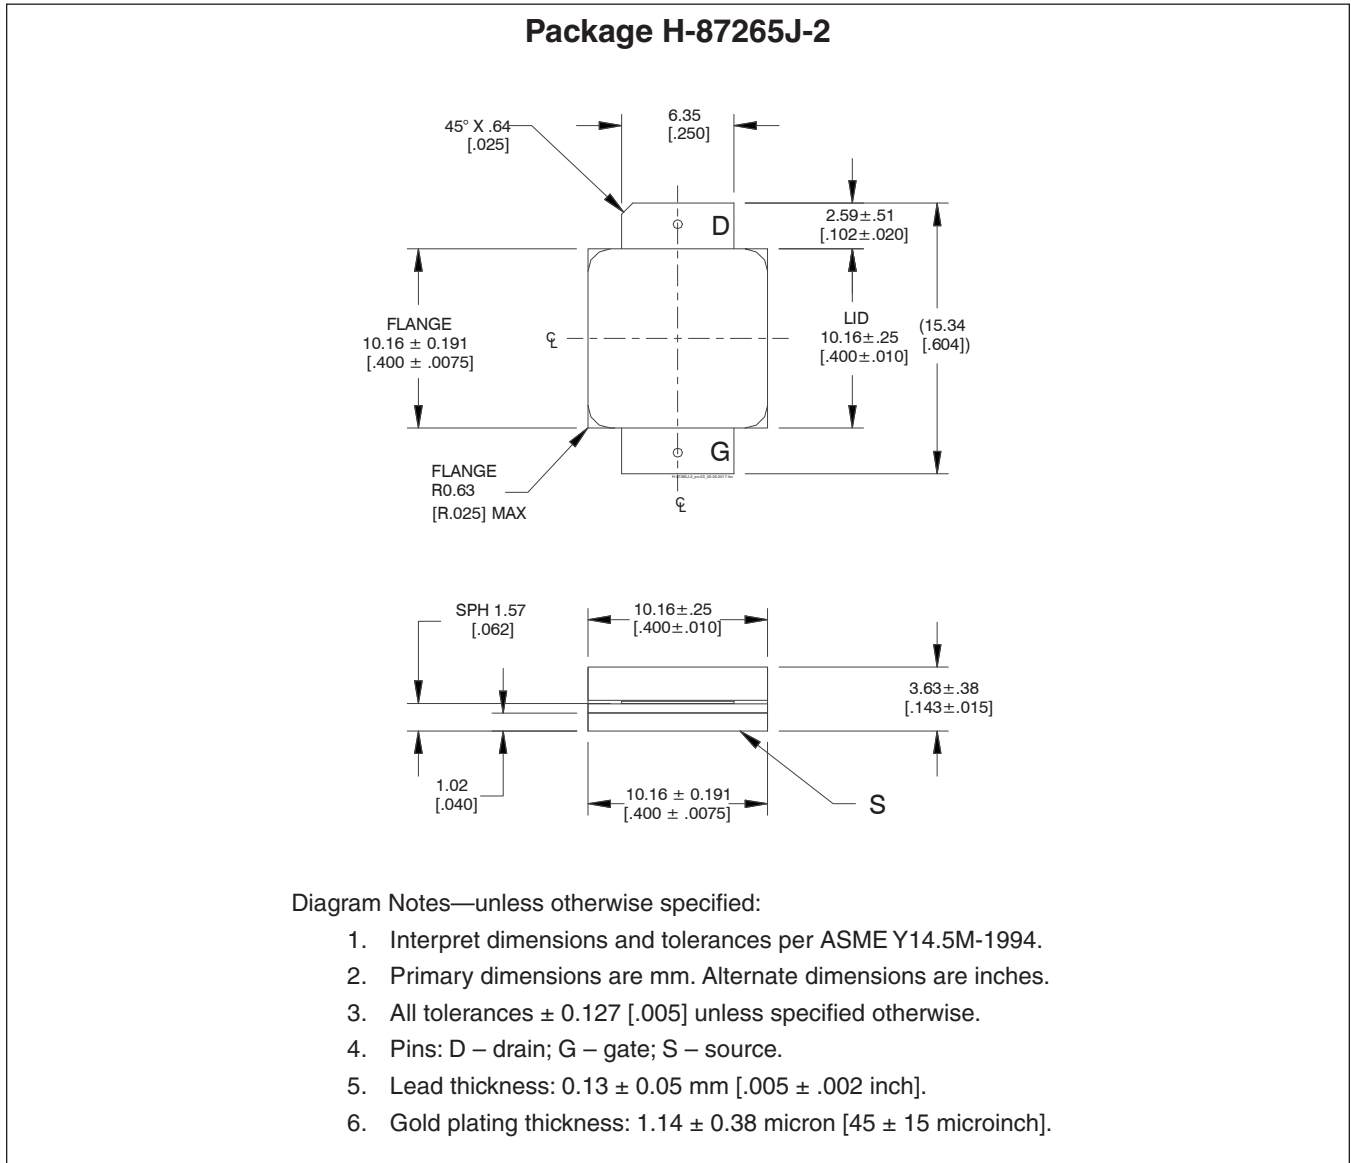 Package H-87265J-2
45° X .64
[.025]
6.35
[.250]
D
2.59±.51
[.102±.020]
FLANGE
10.16 ± 0.191
[.400 ± .0075]
℄
LID
10.16±.25
[.400±.010]
(15.34
[.604])
FLANGE
R0.63
[R.025] MAX
G
℄
SPH 1.57
[.062]
10.16±.25
[.400±.010]
3.63±.38
[.143±.015]
1.02
[.040]
10.16 ± 0.191
[.400 ± .0075]
S
Diagram Notes—unless otherwise specified:
1. Interpret dimensions and tolerances per ASME Y14.5M-1994.
2. Primary dimensions are mm. Alternate dimensions are inches.
3. All tolerances ± 0.127 [.005] unless specified otherwise.
4. Pins: D – drain; G – gate; S – source.
5. Lead thickness: 0.13 ± 0.05 mm [.005 ± .002 inch].
6. Gold plating thickness: 1.14 ± 0.38 micron [45 ± 15 microinch].